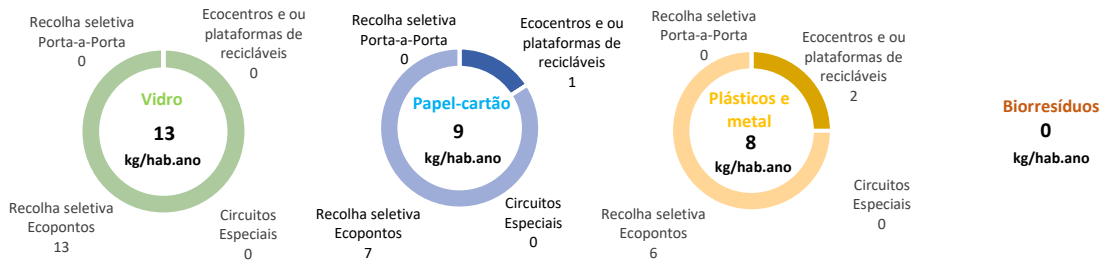 Recolha seletiva
Porta-a-Porta
0
Ecocentros e ou
plataformas de
recicláveis
0
Vidro
13
kg/hab.ano
Recolha seletiva
Ecopontos
13
Circuitos
Especiais
0
Recolha seletiva
Porta-a-Porta
0
Ecocentros e ou
plataformas de
recicláveis
1
Papel-cartão
9
kg/hab.ano
Recolha seletiva
Ecopontos
7
Circuitos
Especiais
0
Recolha seletiva
Porta-a-Porta
0
Ecocentros e ou
plataformas de
recicláveis
2
Plásticos e
metal
8
kg/hab.ano
Recolha seletiva
Ecopontos
6
Circuitos
Especiais
0
Biorresíduos
0
kg/hab.ano